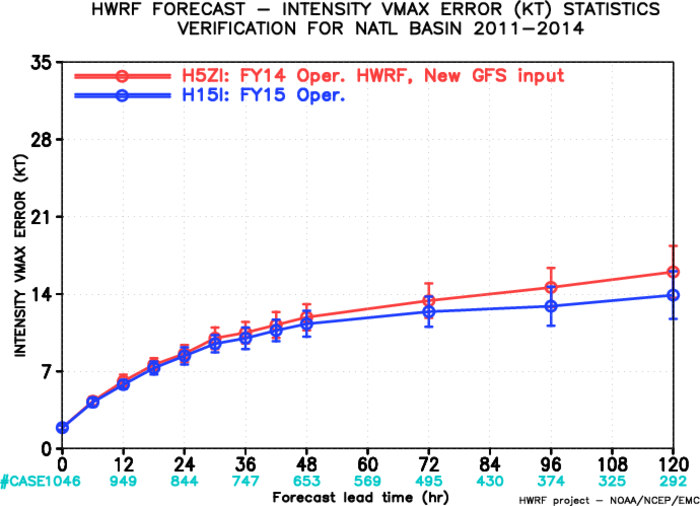 HWRF FORECAST – INTENSITY VMAX ERROR (KT) STATISTICS
VERIFICATION FOR NATL BASIN 2011–2014
H5ZI: FY14 Oper. HWRF, New GFS input
H15I: FY15 Oper.
INTENSITY VMAX ERROR (KT)
35
28
21
14
7
0
0 12 24 36 48 60 72 84 96 108 120
#CASE1046 949 844 747 653 569 495 430 374 325 292
Forecast lead time (hr)
HWRF project – NOAA/NCEP/EMC